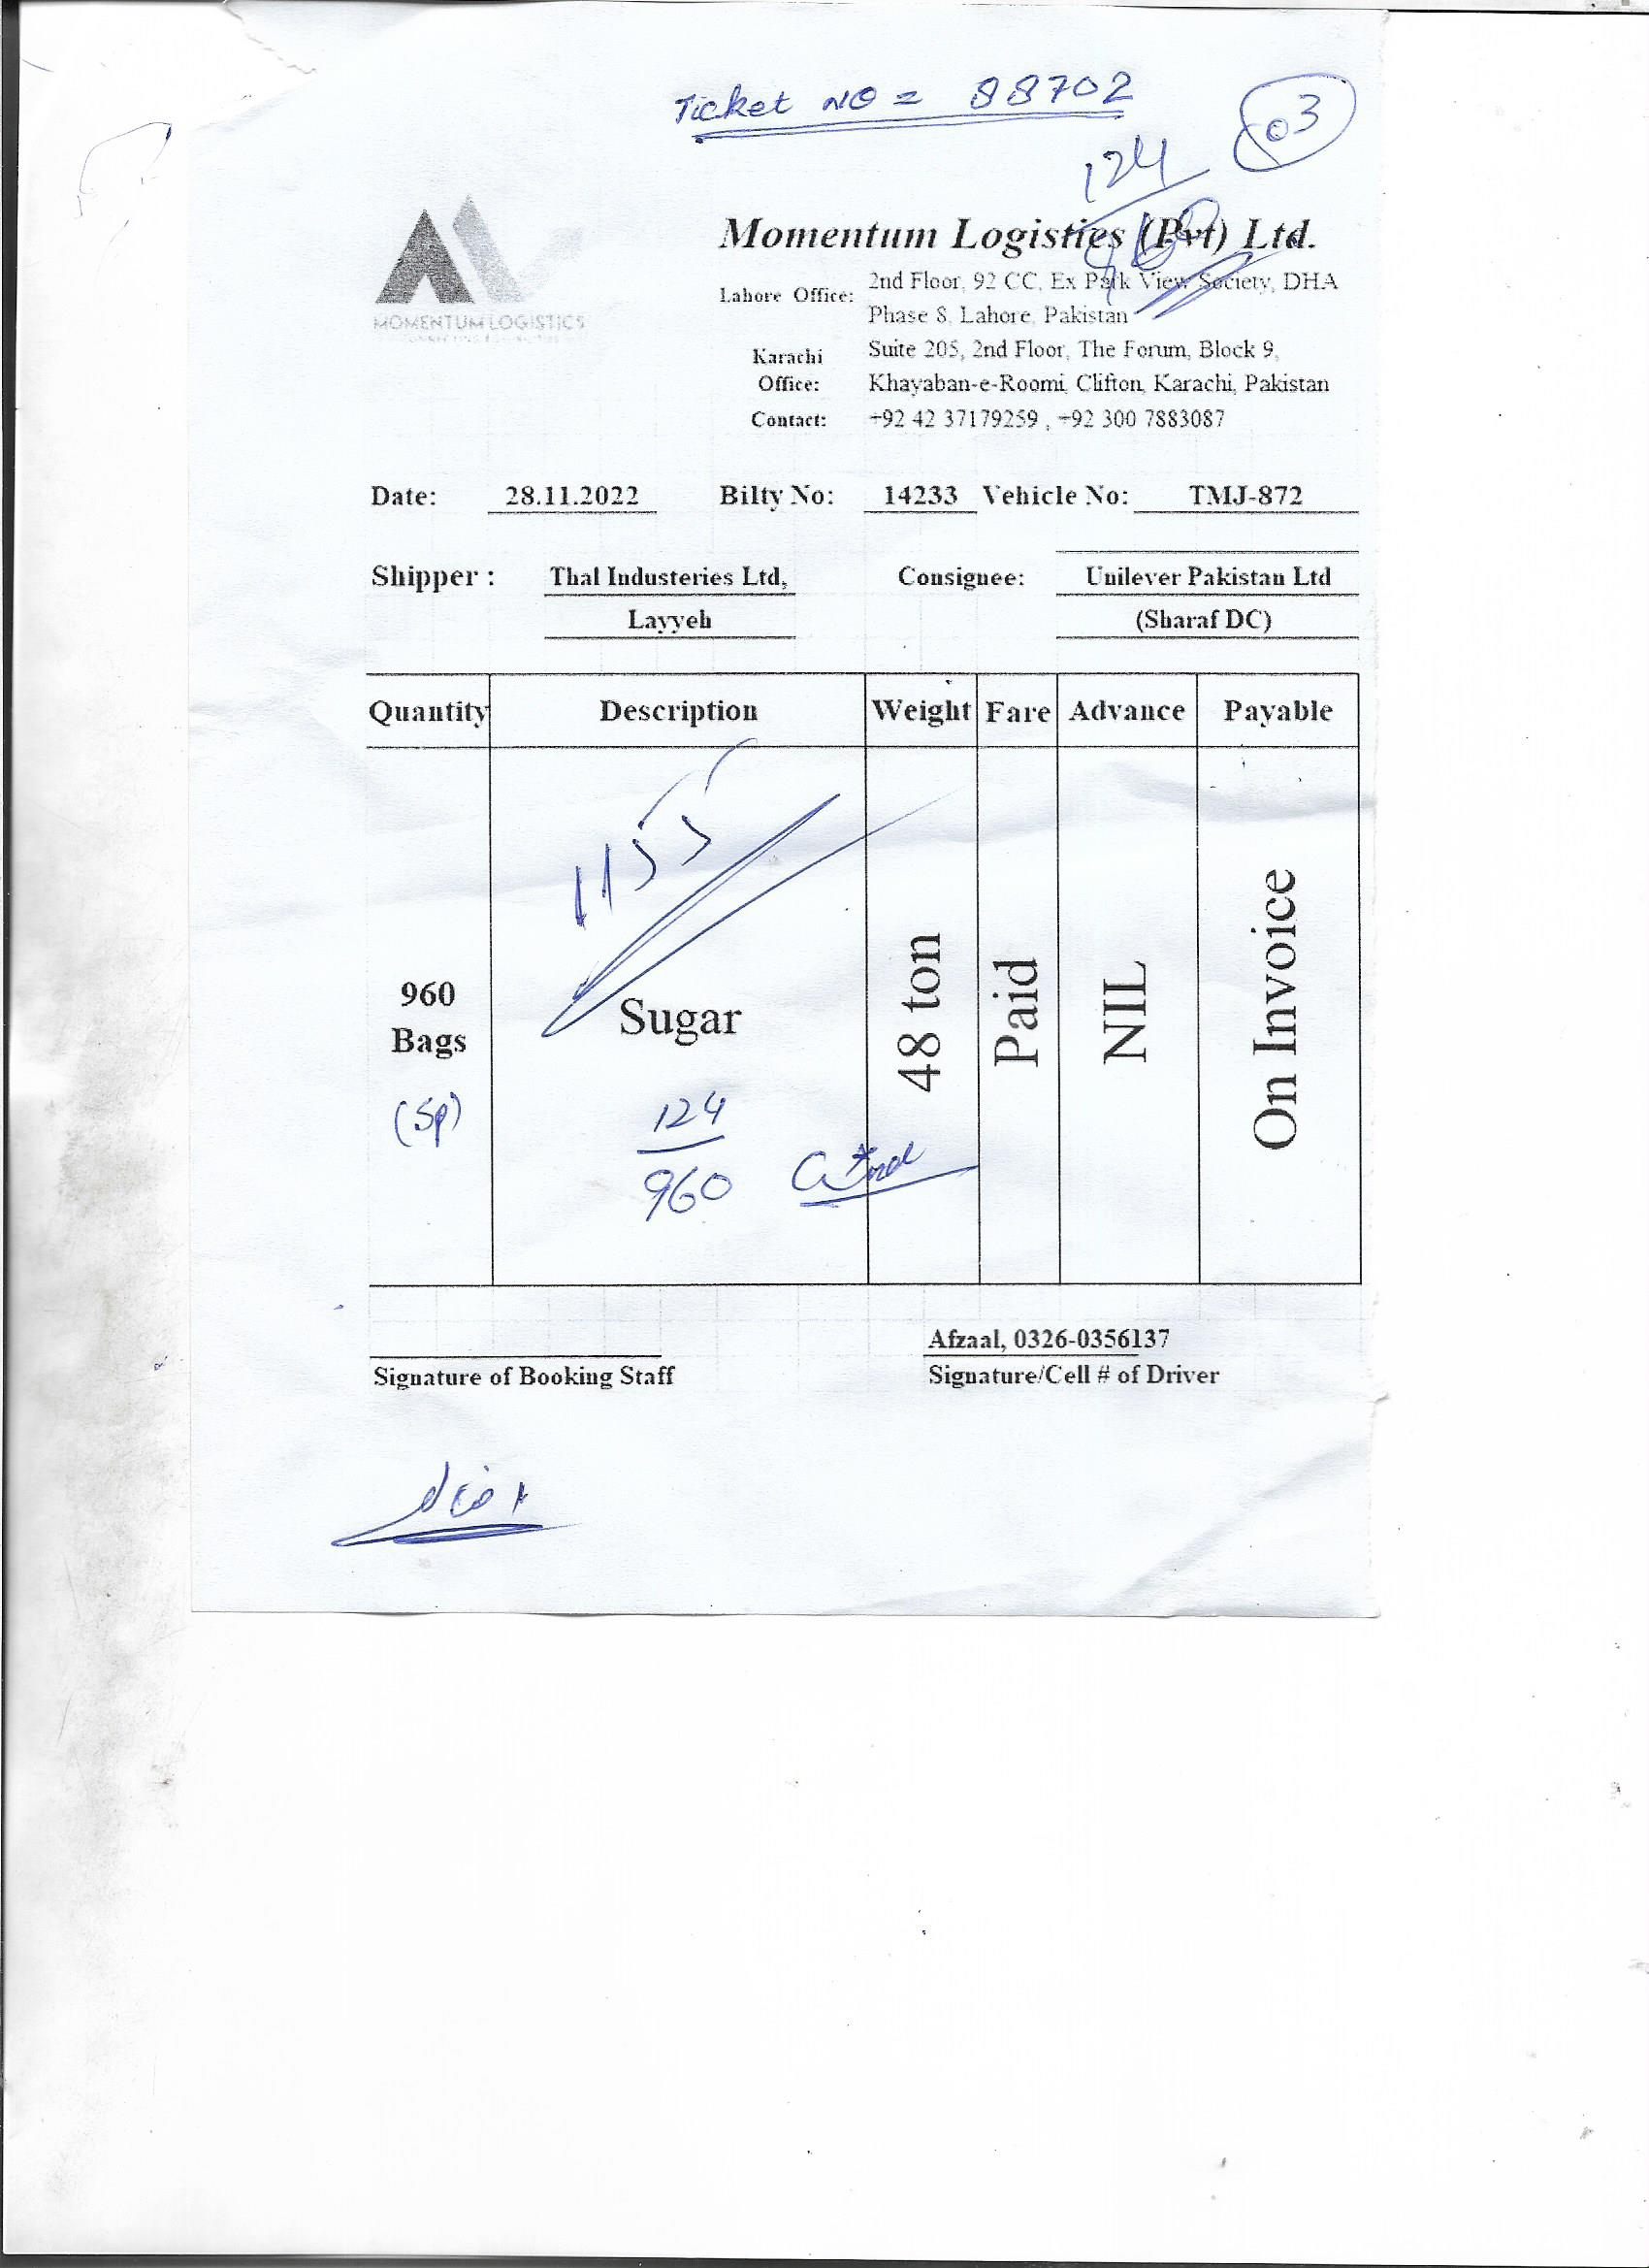 Ticket NO = 88702
03
124
960
MOMENTUM LOGISTICS
Momentum Logistics (Pvt) Ltd.
Lahore Office: 2nd Floor, 92 CC, Ex Park View Society, DHA
Phase 8, Lahore, Pakistan
Karachi Office: Suite 205, 2nd Floor, The Forum, Block 9,
Khayaban-e-Roomi, Clifton, Karachi, Pakistan
Contact: +92 42 37179259 , +92 300 7883087
Date: 28.11.2022 Bilty No: 14233 Vehicle No: TMJ-872
Shipper : Thal Industeries Ltd, Consignee: Unilever Pakistan Ltd
Layyeh (Sharaf DC)
Quantity Description Weight Fare Advance Payable
1155
960 Bags Sugar 48 ton Paid NIL On Invoice
(SP)
124
960
Afzaal, 0326-0356137
Signature of Booking Staff Signature/Cell # of Driver